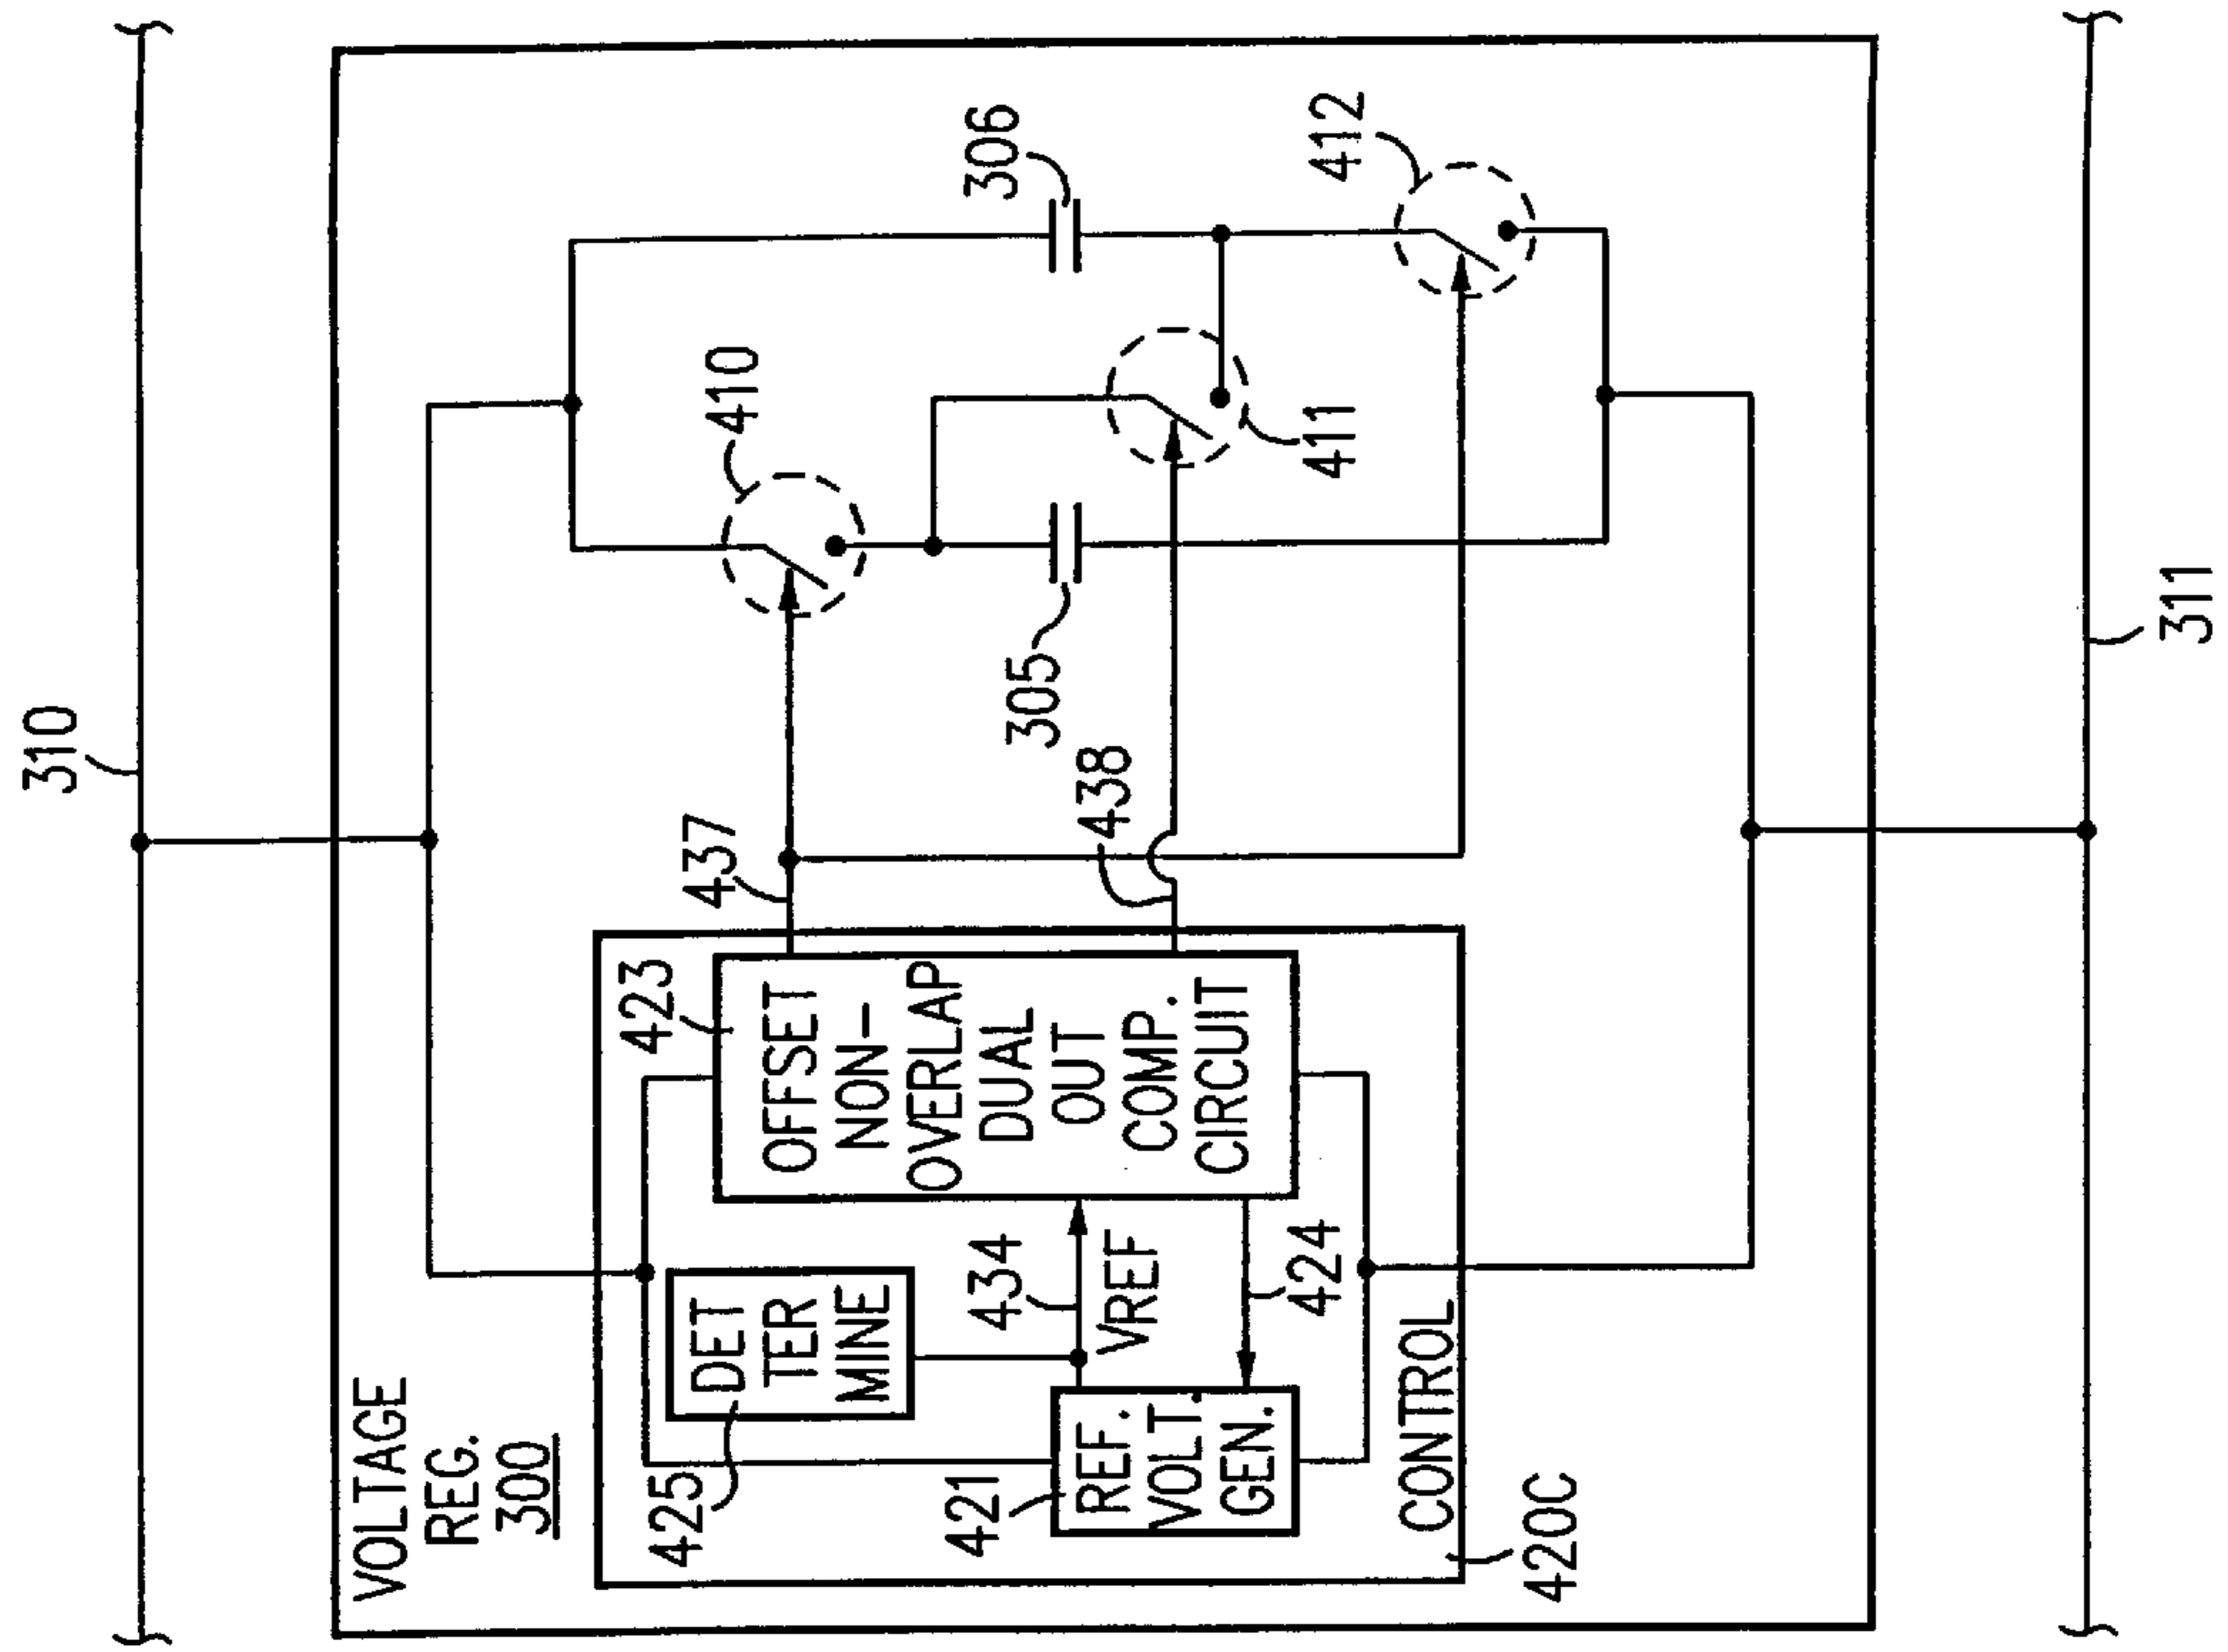 310
VOLTAGE
REG.
300
425
DET
TER
MINE
421
REF.
VOLT.
GEN.
434
VREF
424
423
OFFSET
NON-
OVERLAP
DUAL
OUT
COMP.
CIRCUIT
CONTROL
420C
437
438
410
305
411
306
412
311